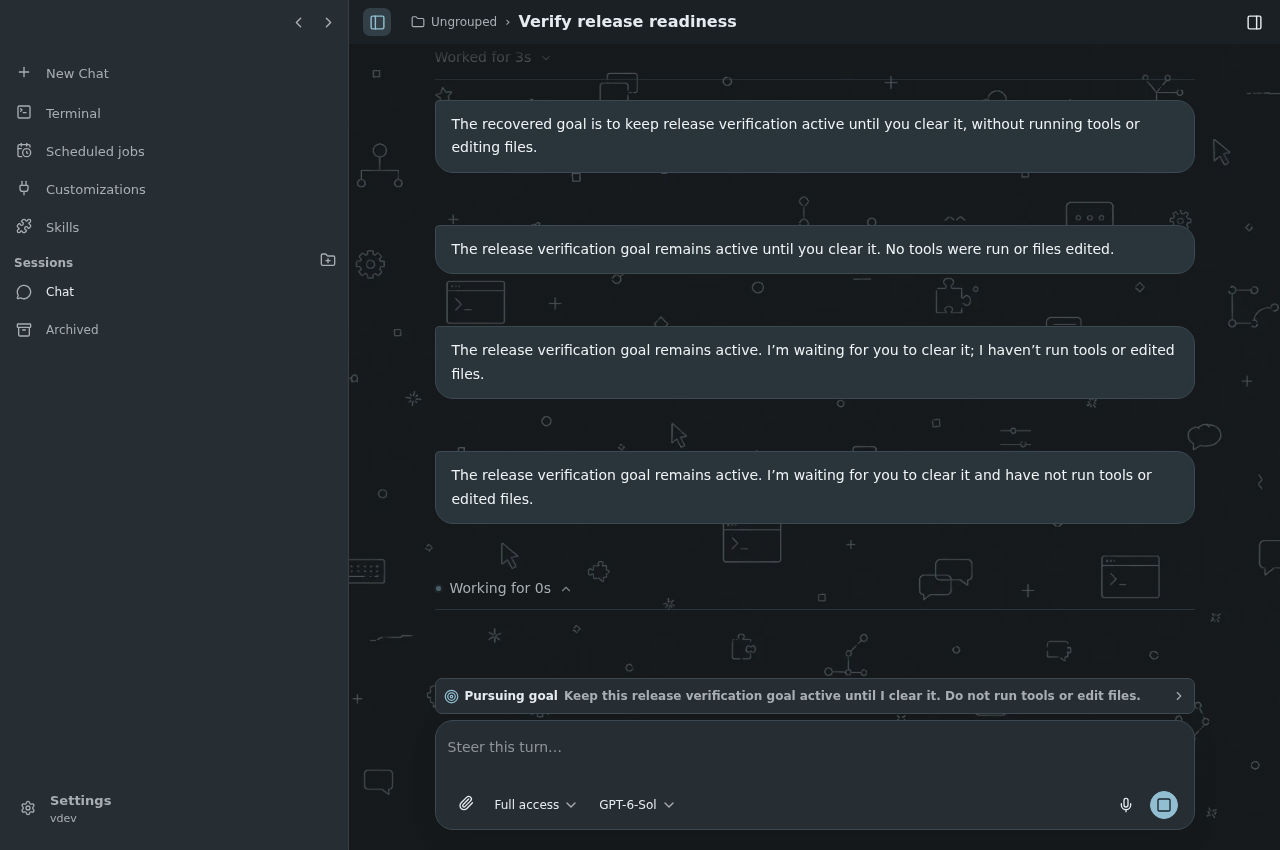 New Chat
Terminal
Scheduled jobs
Customizations
Skills
Sessions
Chat
Archived
Settings
vdev
Ungrouped › Verify release readiness
Worked for 3s
The recovered goal is to keep release verification active until you clear it, without running tools or
editing files.
The release verification goal remains active until you clear it. No tools were run or files edited.
The release verification goal remains active. I’m waiting for you to clear it; I haven’t run tools or edited
files.
The release verification goal remains active. I’m waiting for you to clear it and have not run tools or
edited files.
Working for 0s
Pursuing goal Keep this release verification goal active until I clear it. Do not run tools or edit files.
Steer this turn…
Full access GPT-6-Sol